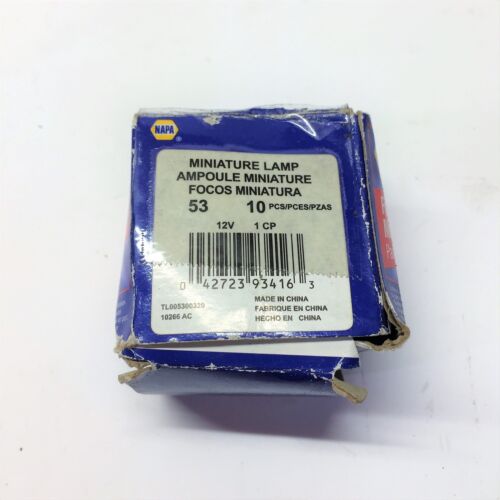 NAPA
MINIATURE LAMP
AMPOULE MINIATURE
FOCOS MINIATURA
53 10 PCS/PCES/PZAS
12V 1 CP
0 42723 93416 3
TL005300339
10266 AC
MADE IN CHINA
FABRIQUE EN CHINA
HECHO EN CHINA